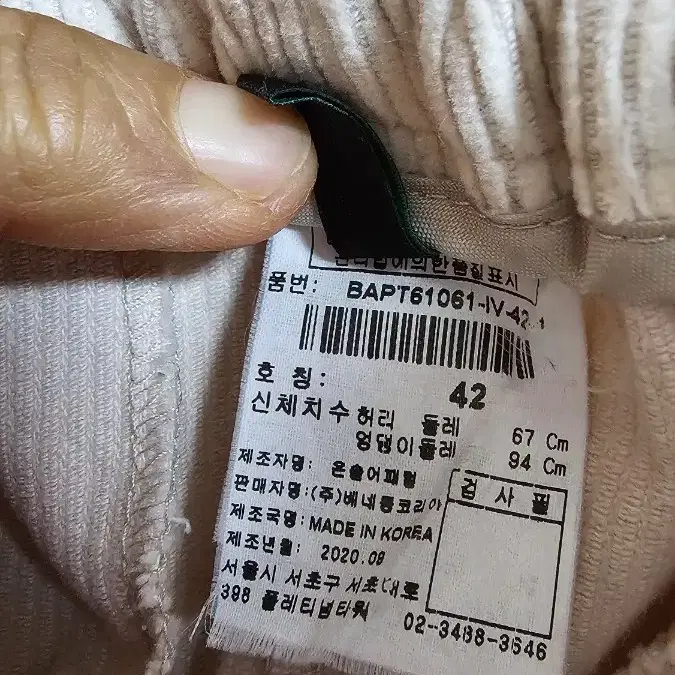 품번: BAPT61061-IV-42
호 칭: 42
신체치수 허리 둘레 67 Cm
엉덩이둘레 94 Cm
제조자명: 온솔어패럴
판매자명:(주)베네통코리아
검 사 필
제조국명: MADE IN KOREA
제조년월: 2020.08
서울시 서초구 서초대로
398 플래티넘타워 02-3488-3646